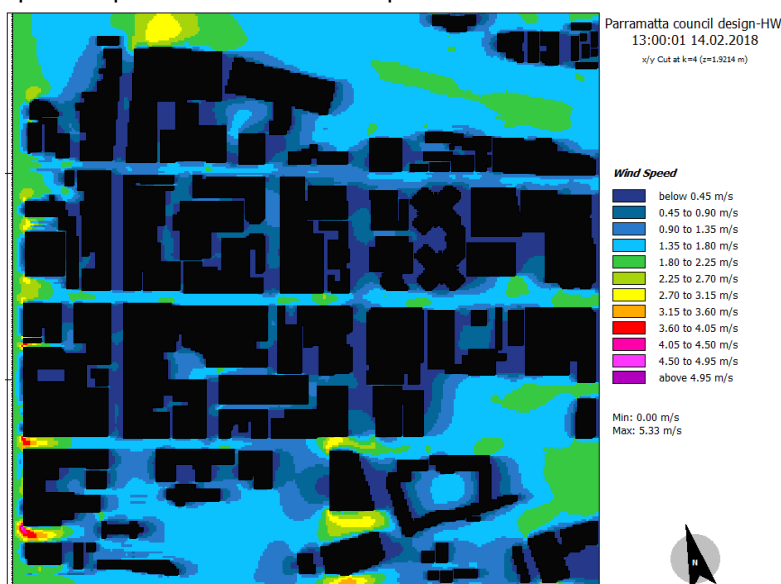 Parramatta council design-HW
13:00:01 14.02.2018
x/y Cut at k=4 (z=1.9214 m)
Wind Speed
below 0.45 m/s
0.45 to 0.90 m/s
0.90 to 1.35 m/s
1.35 to 1.80 m/s
1.80 to 2.25 m/s
2.25 to 2.70 m/s
2.70 to 3.15 m/s
3.15 to 3.60 m/s
3.60 to 4.05 m/s
4.05 to 4.50 m/s
4.50 to 4.95 m/s
above 4.95 m/s
Min: 0.00 m/s
Max: 5.33 m/s
N